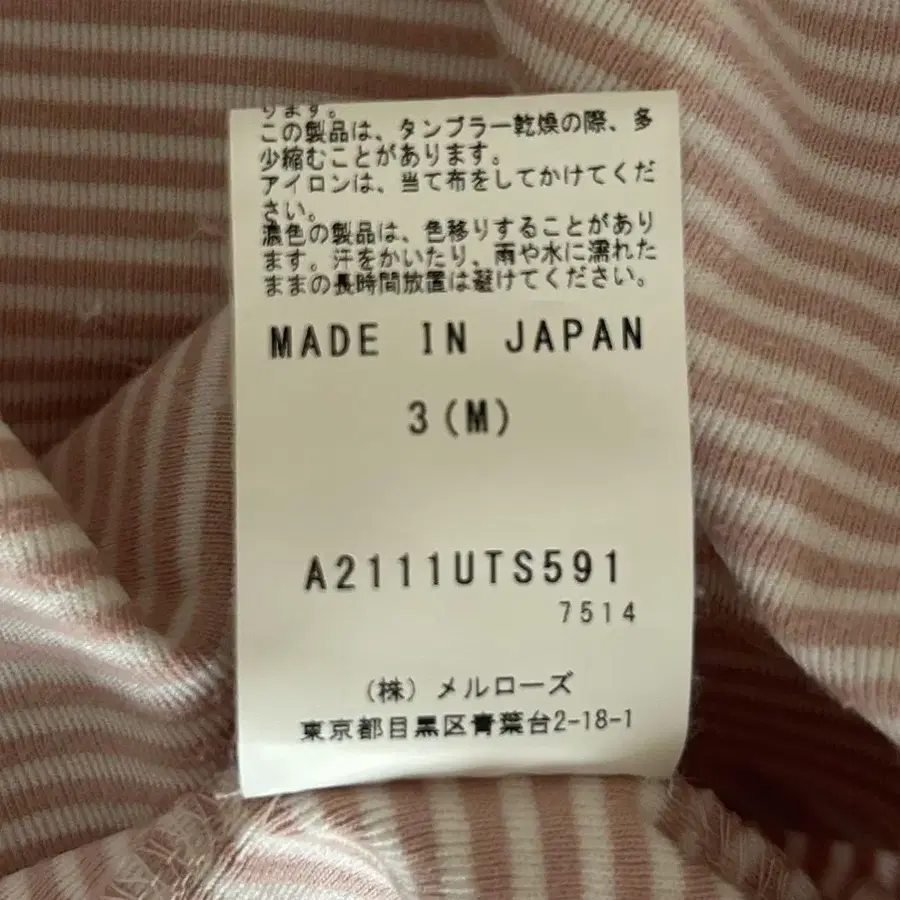 ります。
この製品は、タンブラー乾燥の際、多
少縮むことがあります。
アイロンは、当て布をしてかけてくだ
さい。
濃色の製品は、色移りすることがあり
ます。汗をかいたり、雨や水に濡れた
ままの長時間放置は避けてください。
MADE IN JAPAN
3(M)
A2111UTS591
7514
(株)メルローズ
東京都目黒区青葉台2-18-1